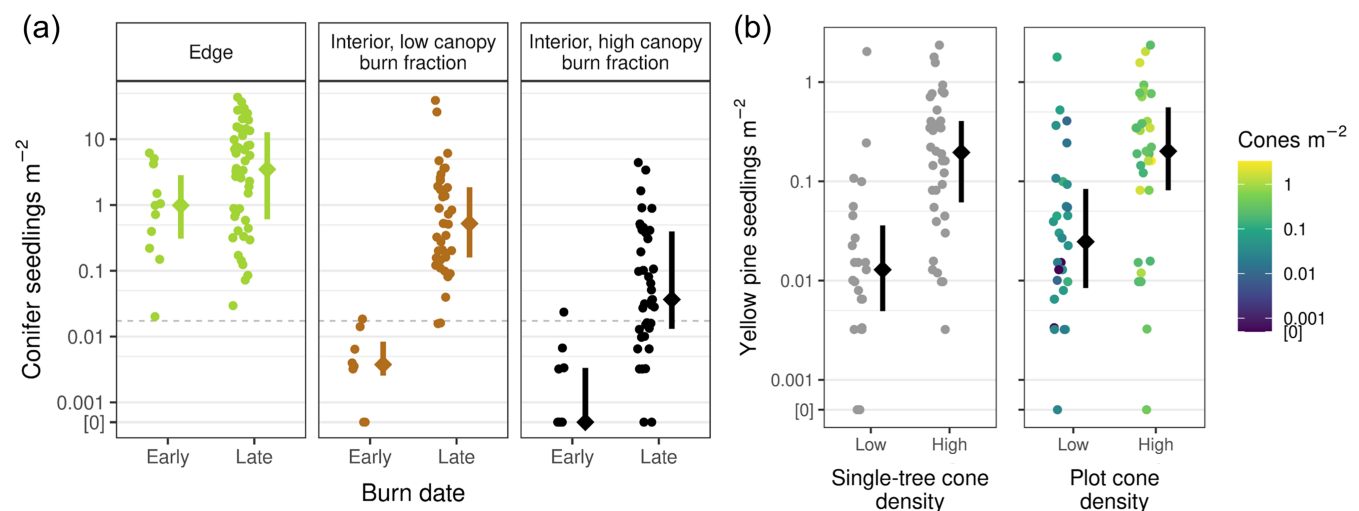 (a)
Edge
Interior, low canopy
burn fraction
Interior, high canopy
burn fraction
Conifer seedlings m⁻²
10
1
0.1
0.01
0.001
[0]
Early
Late
Early
Late
Early
Late
Burn date
(b)
Yellow pine seedlings m⁻²
1
0.1
0.01
0.001
[0]
Low
High
Low
High
Single-tree cone
density
Plot cone
density
Cones m⁻²
1
0.1
0.01
0.001
[0]